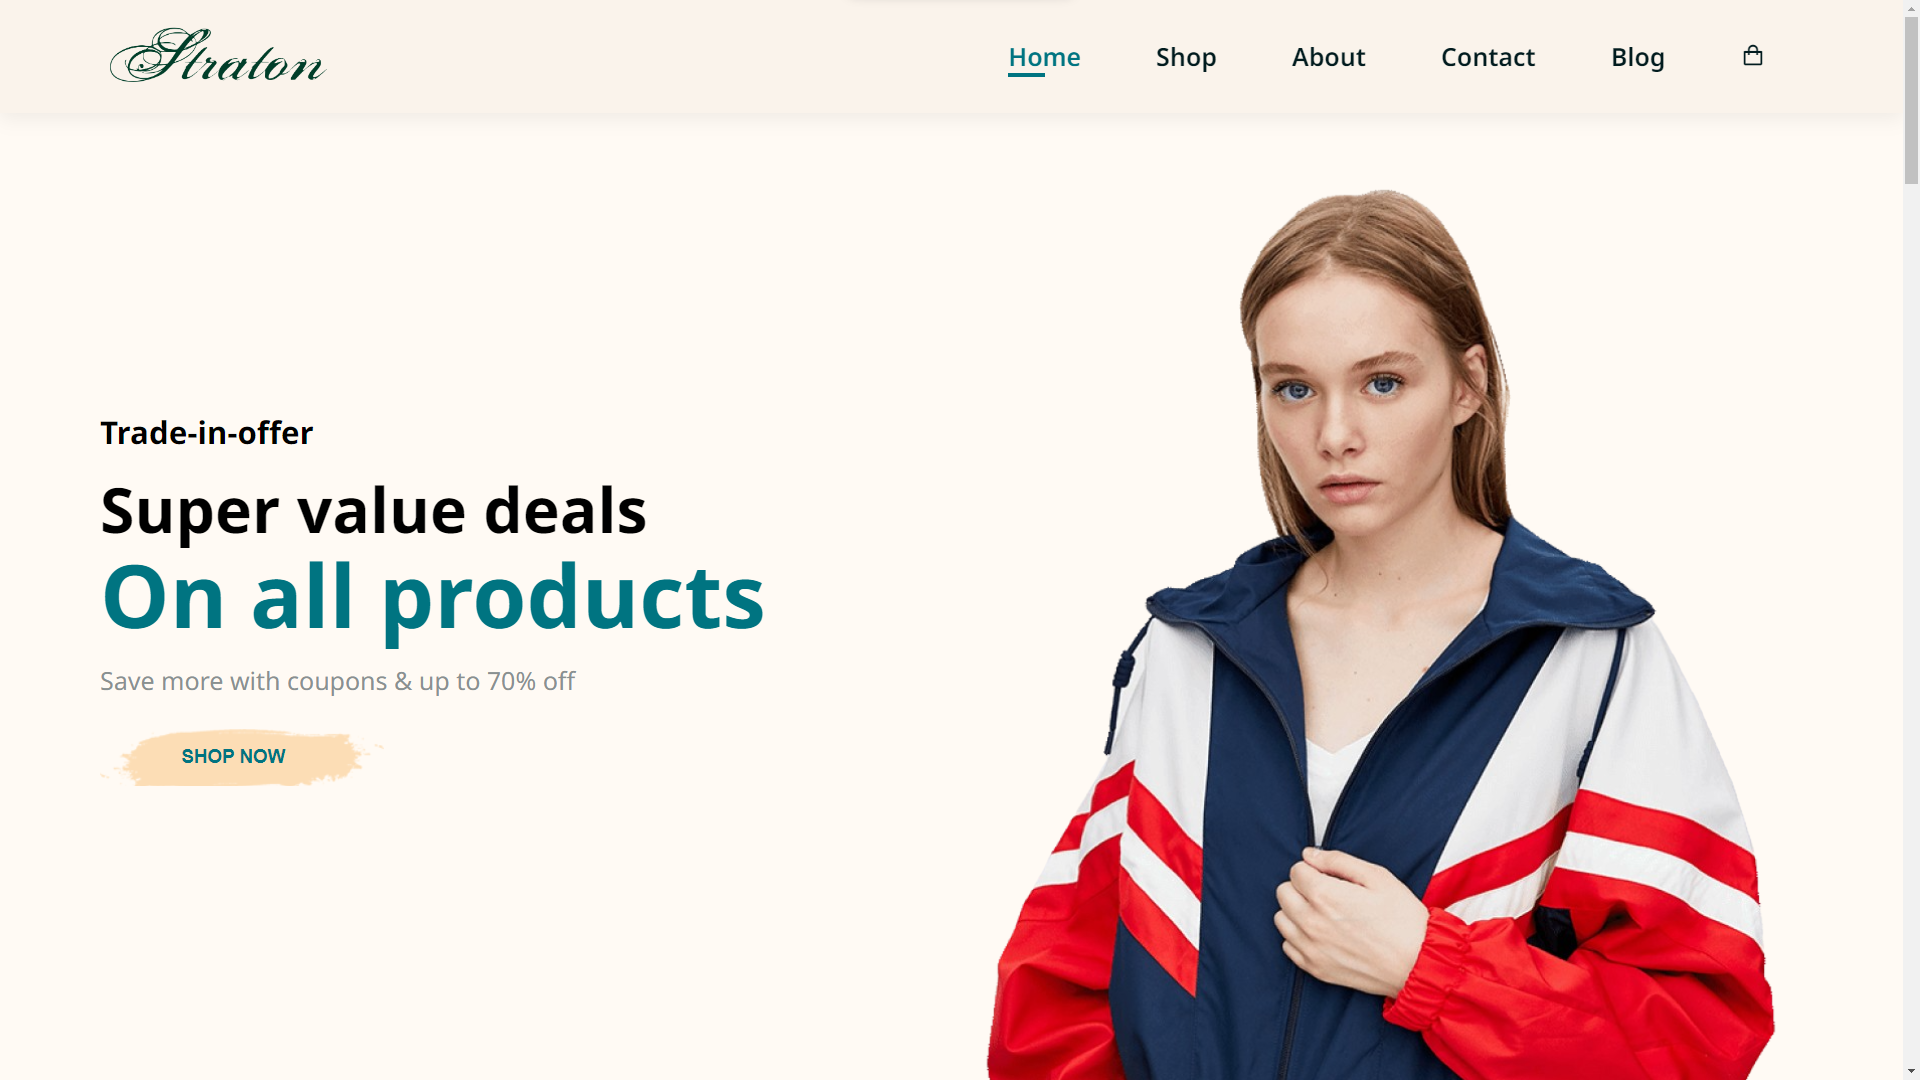 Straton
Home Shop About Contact Blog
Trade-in-offer
Super value deals
On all products
Save more with coupons & up to 70% off
SHOP NOW